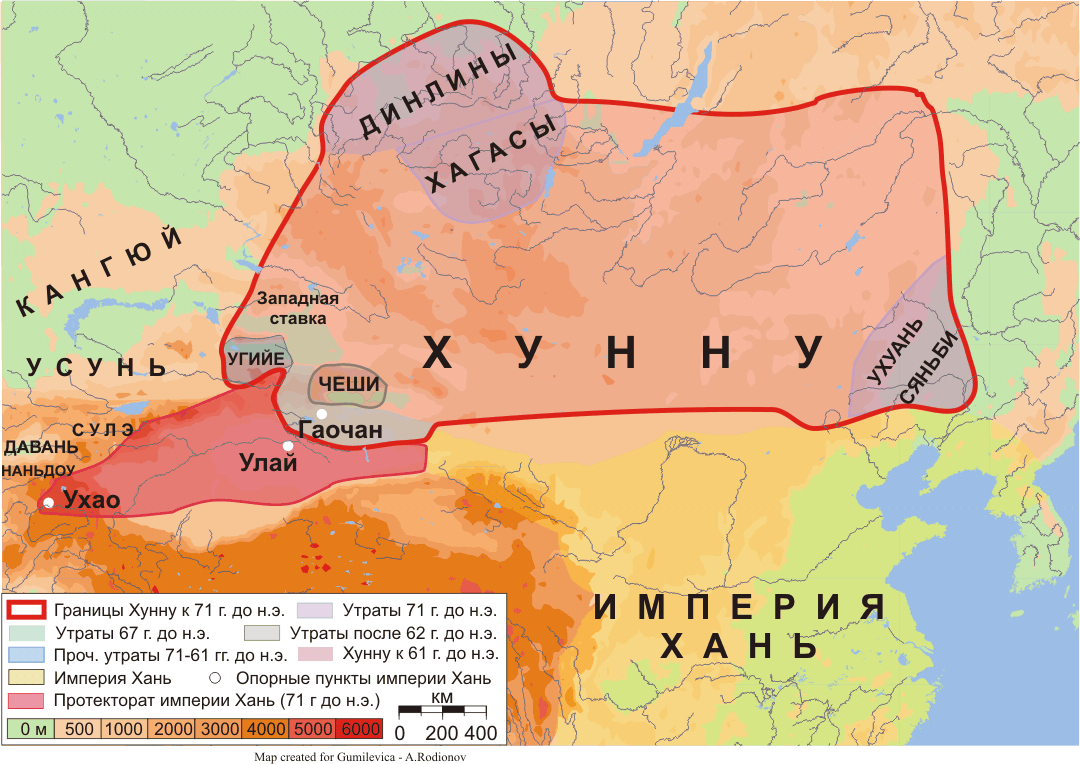 ДИНЛИНЫ
ХАГАСЫ
КАНГЮЙ
Западная
ставка
УСУНЬ
УГИЙЕ
ЧЕШИ
ХУННУ
УХУАНЬ
СЯНЬБИ
СУЛЭ
Гаочан
ДАВАНЬ
НАНЬДОУ
Улай
Ухао
ИМПЕРИЯ
ХАНЬ
Границы Хунну к 71 г. до н.э.
Утраты 71 г. до н.э.
Утраты 67 г. до н.э.
Утраты после 62 г. до н.э.
Проч. утраты 71-61 гг. до н.э.
Хунну к 61 г. до н.э.
Империя Хань
Опорные пункты империи Хань
Протекторат империи Хань (71 г до н.э.)
км
0 200 400
0 м 500 1000 2000 3000 4000 5000 6000
Map created for Gumilevica - A.Rodionov